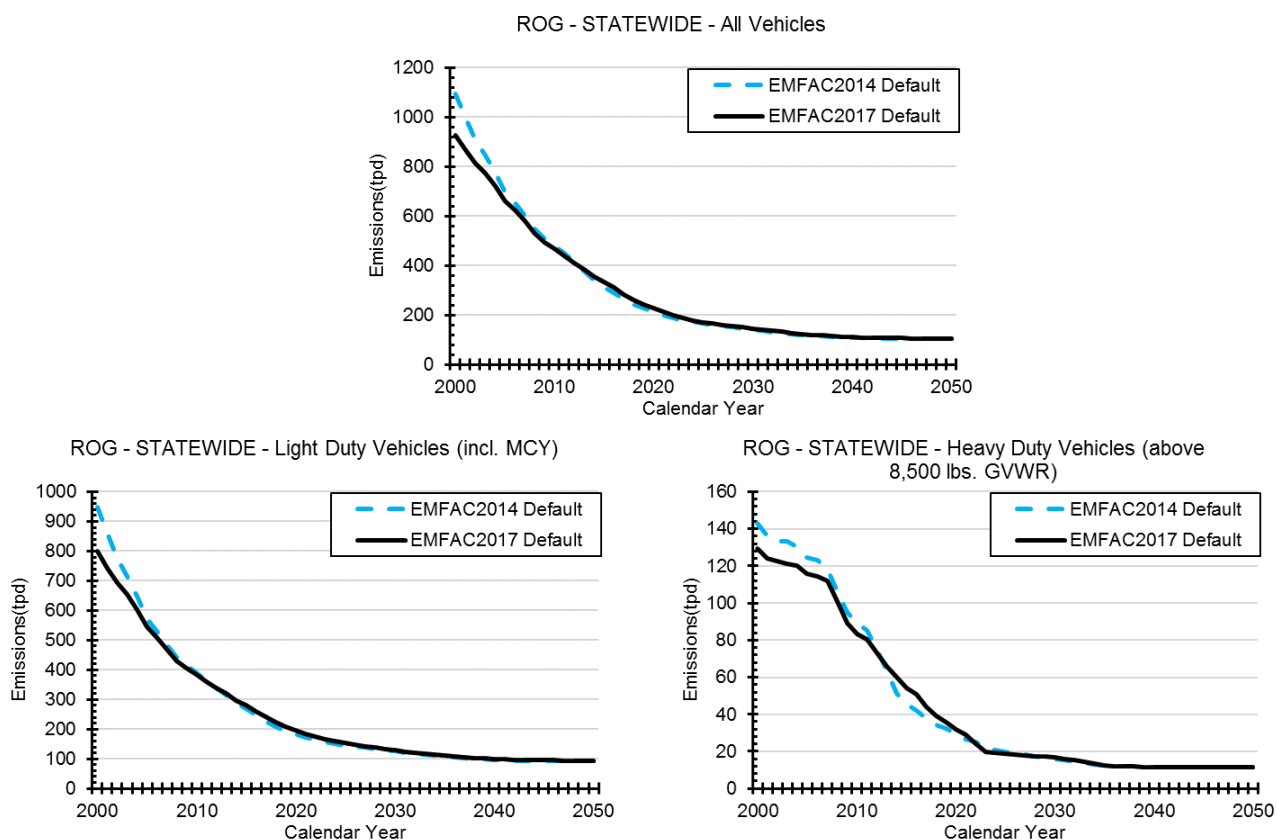 ROG - STATEWIDE - All Vehicles
1200
1000
800
600
400
200
0
Emissions(tpd)
EMFAC2014 Default
EMFAC2017 Default
2000 2010 2020 2030 2040 2050
Calendar Year
ROG - STATEWIDE - Light Duty Vehicles (incl. MCY)
1000
900
800
700
600
500
400
300
200
100
0
Emissions(tpd)
EMFAC2014 Default
EMFAC2017 Default
2000 2010 2020 2030 2040 2050
Calendar Year
ROG - STATEWIDE - Heavy Duty Vehicles (above
8,500 lbs. GVWR)
160
140
120
100
80
60
40
20
0
Emissions(tpd)
EMFAC2014 Default
EMFAC2017 Default
2000 2010 2020 2030 2040 2050
Calendar Year